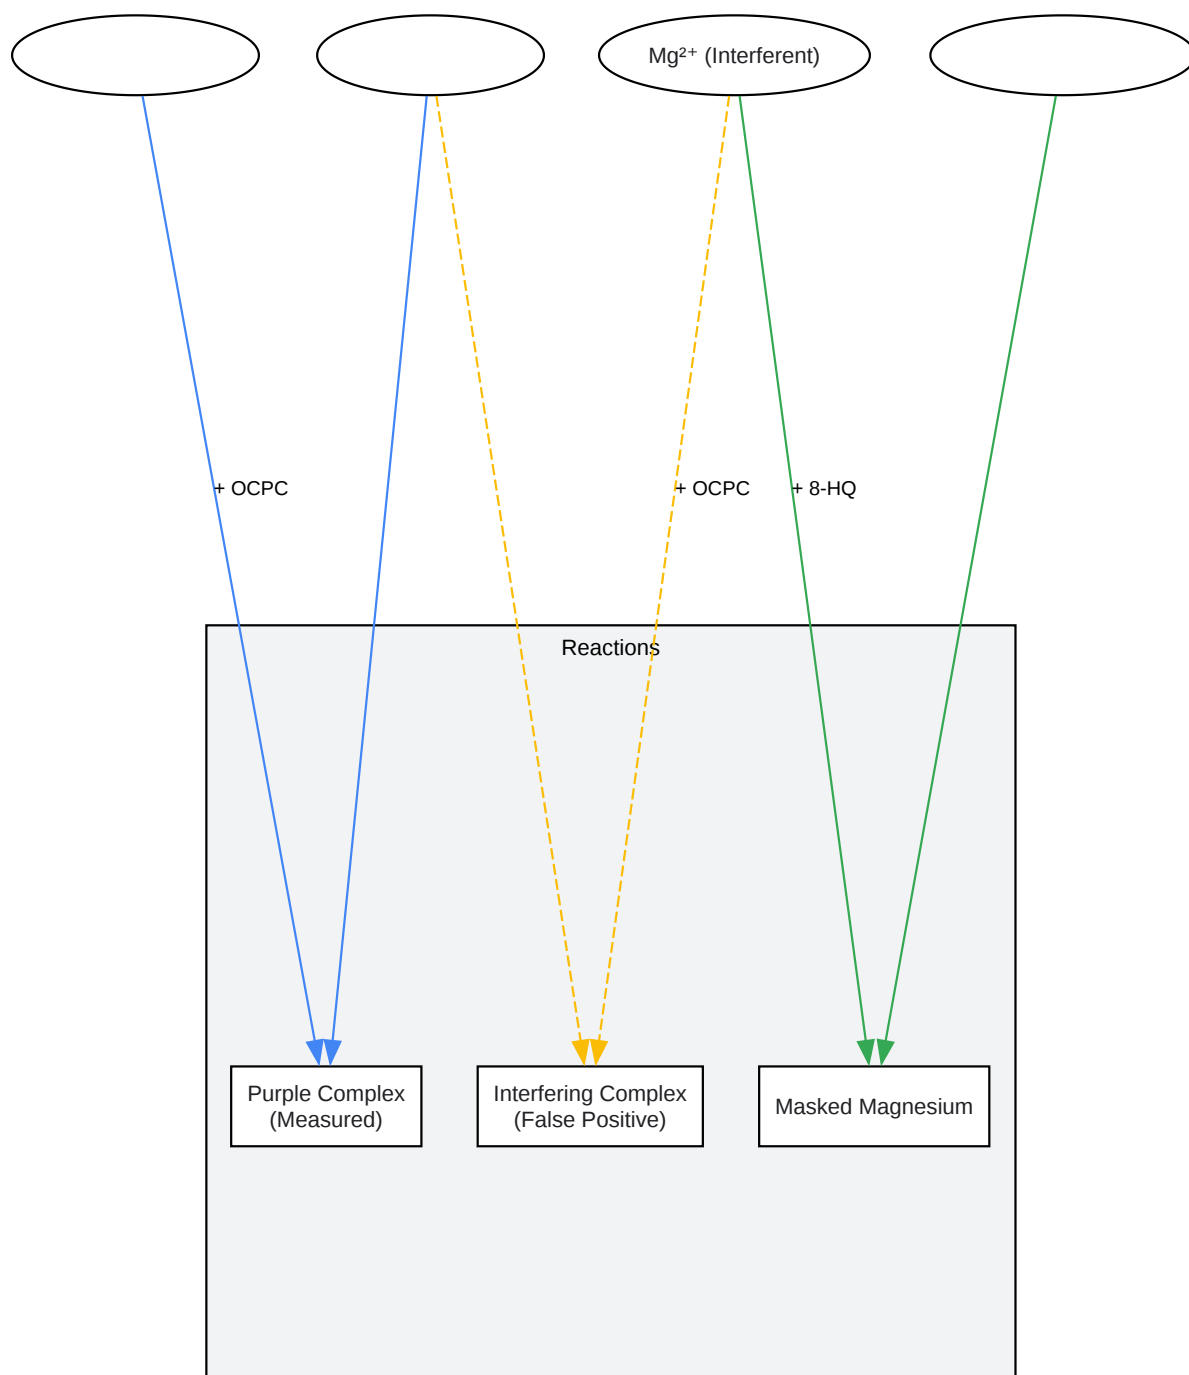 Mg²⁺ (Interferent)
+ OCPC
+ OCPC
+ 8-HQ
Reactions
Purple Complex
(Measured)
Interfering Complex
(False Positive)
Masked Magnesium